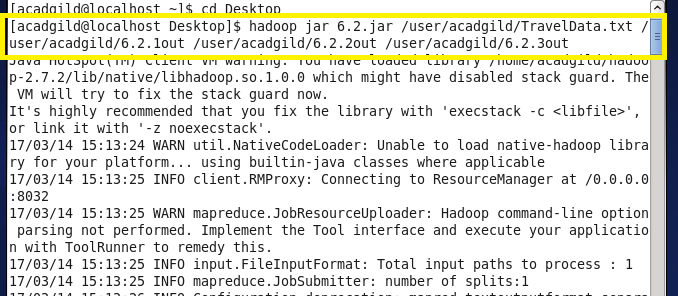 [acadgild@localhost ~]$ cd Desktop
[acadgild@localhost Desktop]$ hadoop jar 6.2.jar /user/acadgild/TravelData.txt /
user/acadgild/6.2.1out /user/acadgild/6.2.2out /user/acadgild/6.2.3out
Java HotSpot(TM) Client VM warning: You have loaded library /home/acadgild/hadoo
p-2.7.2/lib/native/libhadoop.so.1.0.0 which might have disabled stack guard. The
 VM will try to fix the stack guard now.
It's highly recommended that you fix the library with 'execstack -c <libfile>',
or link it with '-z noexecstack'.
17/03/14 15:13:24 WARN util.NativeCodeLoader: Unable to load native-hadoop libra
ry for your platform... using builtin-java classes where applicable
17/03/14 15:13:25 INFO client.RMProxy: Connecting to ResourceManager at /0.0.0.0
:8032
17/03/14 15:13:25 WARN mapreduce.JobResourceUploader: Hadoop command-line option
 parsing not performed. Implement the Tool interface and execute your applicatio
n with ToolRunner to remedy this.
17/03/14 15:13:25 INFO input.FileInputFormat: Total input paths to process : 1
17/03/14 15:13:25 INFO mapreduce.JobSubmitter: number of splits:1